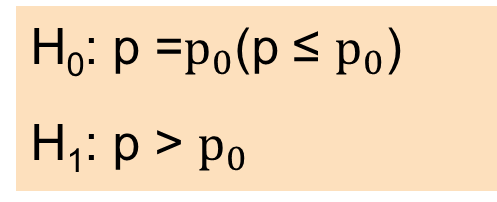 H₀: p =p₀(p ≤ p₀)
H₁: p > p₀